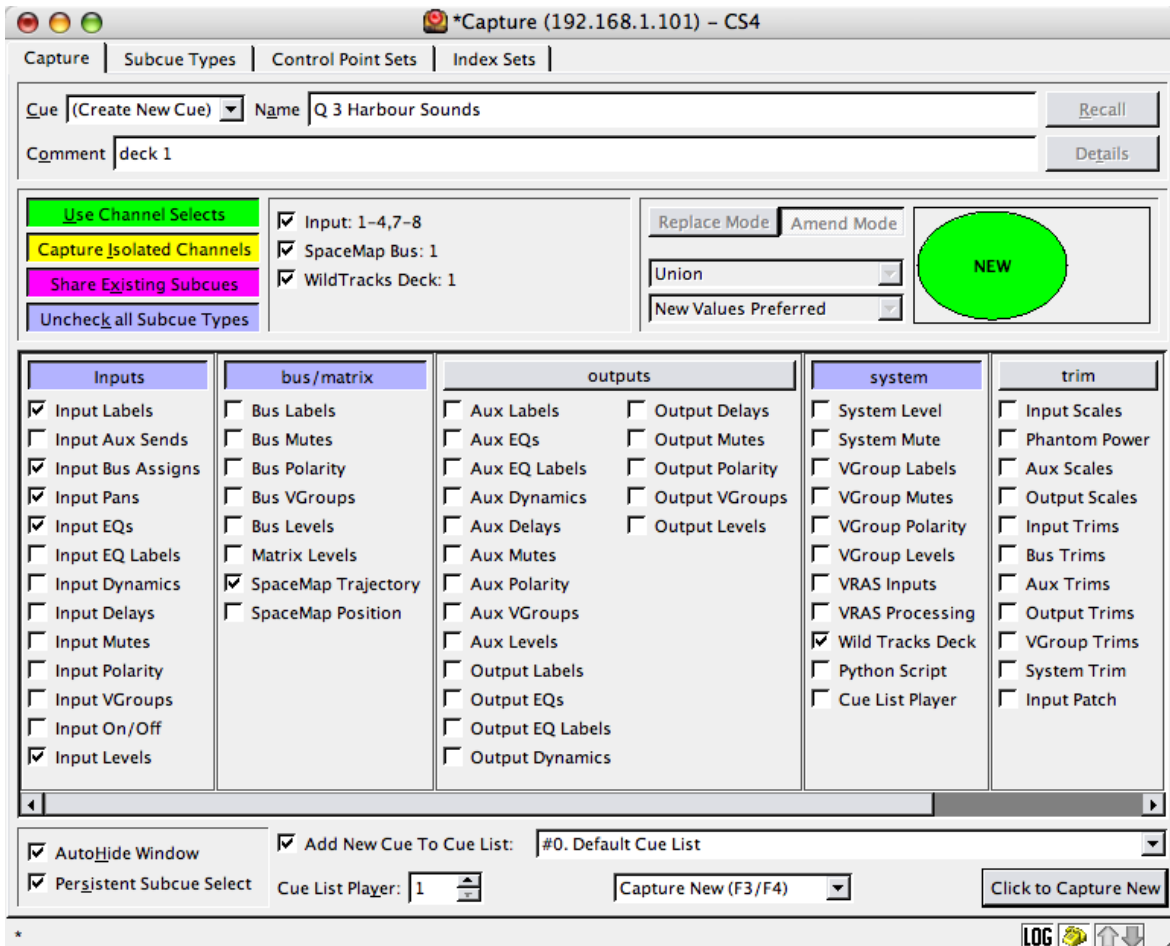 *Capture (192.168.1.101) – CS4
Capture Subcue Types Control Point Sets Index Sets
Cue (Create New Cue) Name Q 3 Harbour Sounds Recall
Comment deck 1 Details
Use Channel Selects
Capture Isolated Channels
Share Existing Subcues
Uncheck all Subcue Types
Input: 1-4,7-8
SpaceMap Bus: 1
WildTracks Deck: 1
Replace Mode Amend Mode
Union
New Values Preferred
NEW
Inputs
Input Labels
Input Aux Sends
Input Bus Assigns
Input Pans
Input EQs
Input EQ Labels
Input Dynamics
Input Delays
Input Mutes
Input Polarity
Input VGroups
Input On/Off
Input Levels
bus/matrix
Bus Labels
Bus Mutes
Bus Polarity
Bus VGroups
Bus Levels
Matrix Levels
SpaceMap Trajectory
SpaceMap Position
outputs
Aux Labels
Aux EQs
Aux EQ Labels
Aux Dynamics
Aux Delays
Aux Mutes
Aux Polarity
Aux VGroups
Aux Levels
Output Labels
Output EQs
Output EQ Labels
Output Dynamics
Output Delays
Output Mutes
Output Polarity
Output VGroups
Output Levels
system
System Level
System Mute
VGroup Labels
VGroup Mutes
VGroup Polarity
VGroup Levels
VRAS Inputs
VRAS Processing
Wild Tracks Deck
Python Script
Cue List Player
trim
Input Scales
Phantom Power
Aux Scales
Output Scales
Input Trims
Bus Trims
Aux Trims
Output Trims
VGroup Trims
System Trim
Input Patch
AutoHide Window
Persistent Subcue Select
Add New Cue To Cue List: #0. Default Cue List
Cue List Player: 1 Capture New (F3/F4) Click to Capture New
* LOG